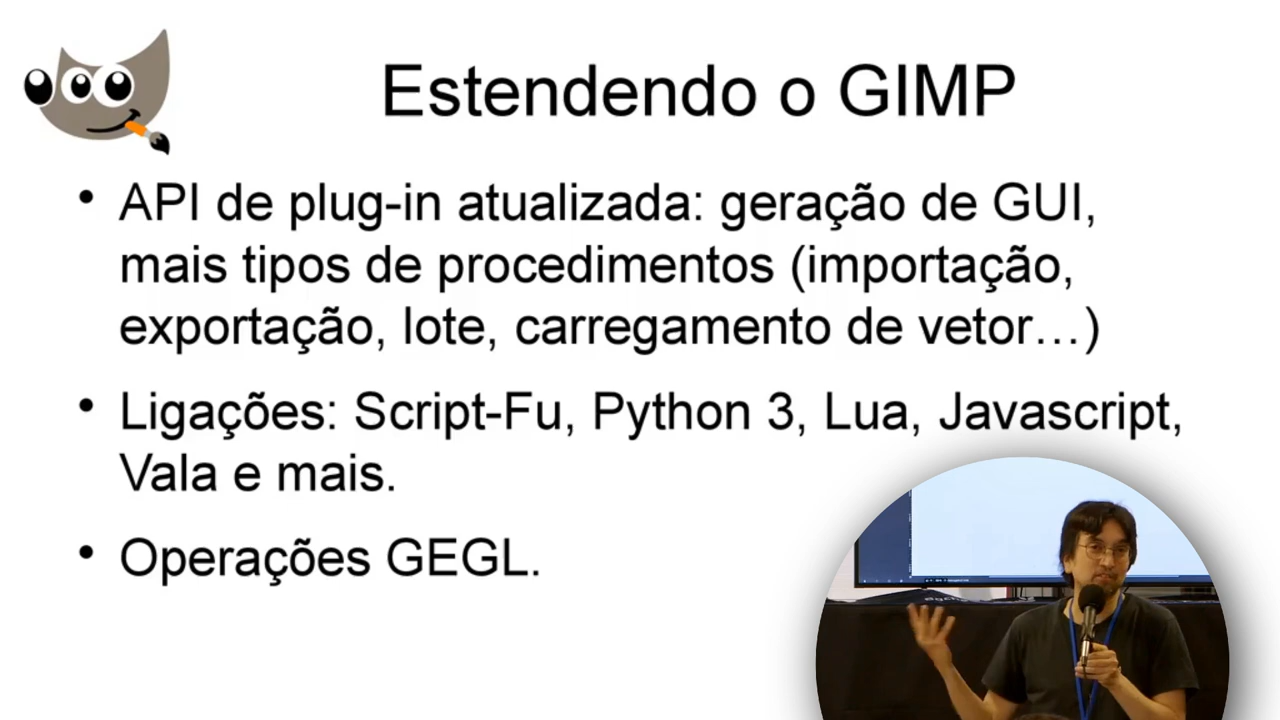 Estendendo o GIMP
• API de plug-in atualizada: geração de GUI,
mais tipos de procedimentos (importação,
exportação, lote, carregamento de vetor…)
• Ligações: Script-Fu, Python 3, Lua, Javascript,
Vala e mais.
• Operações GEGL.